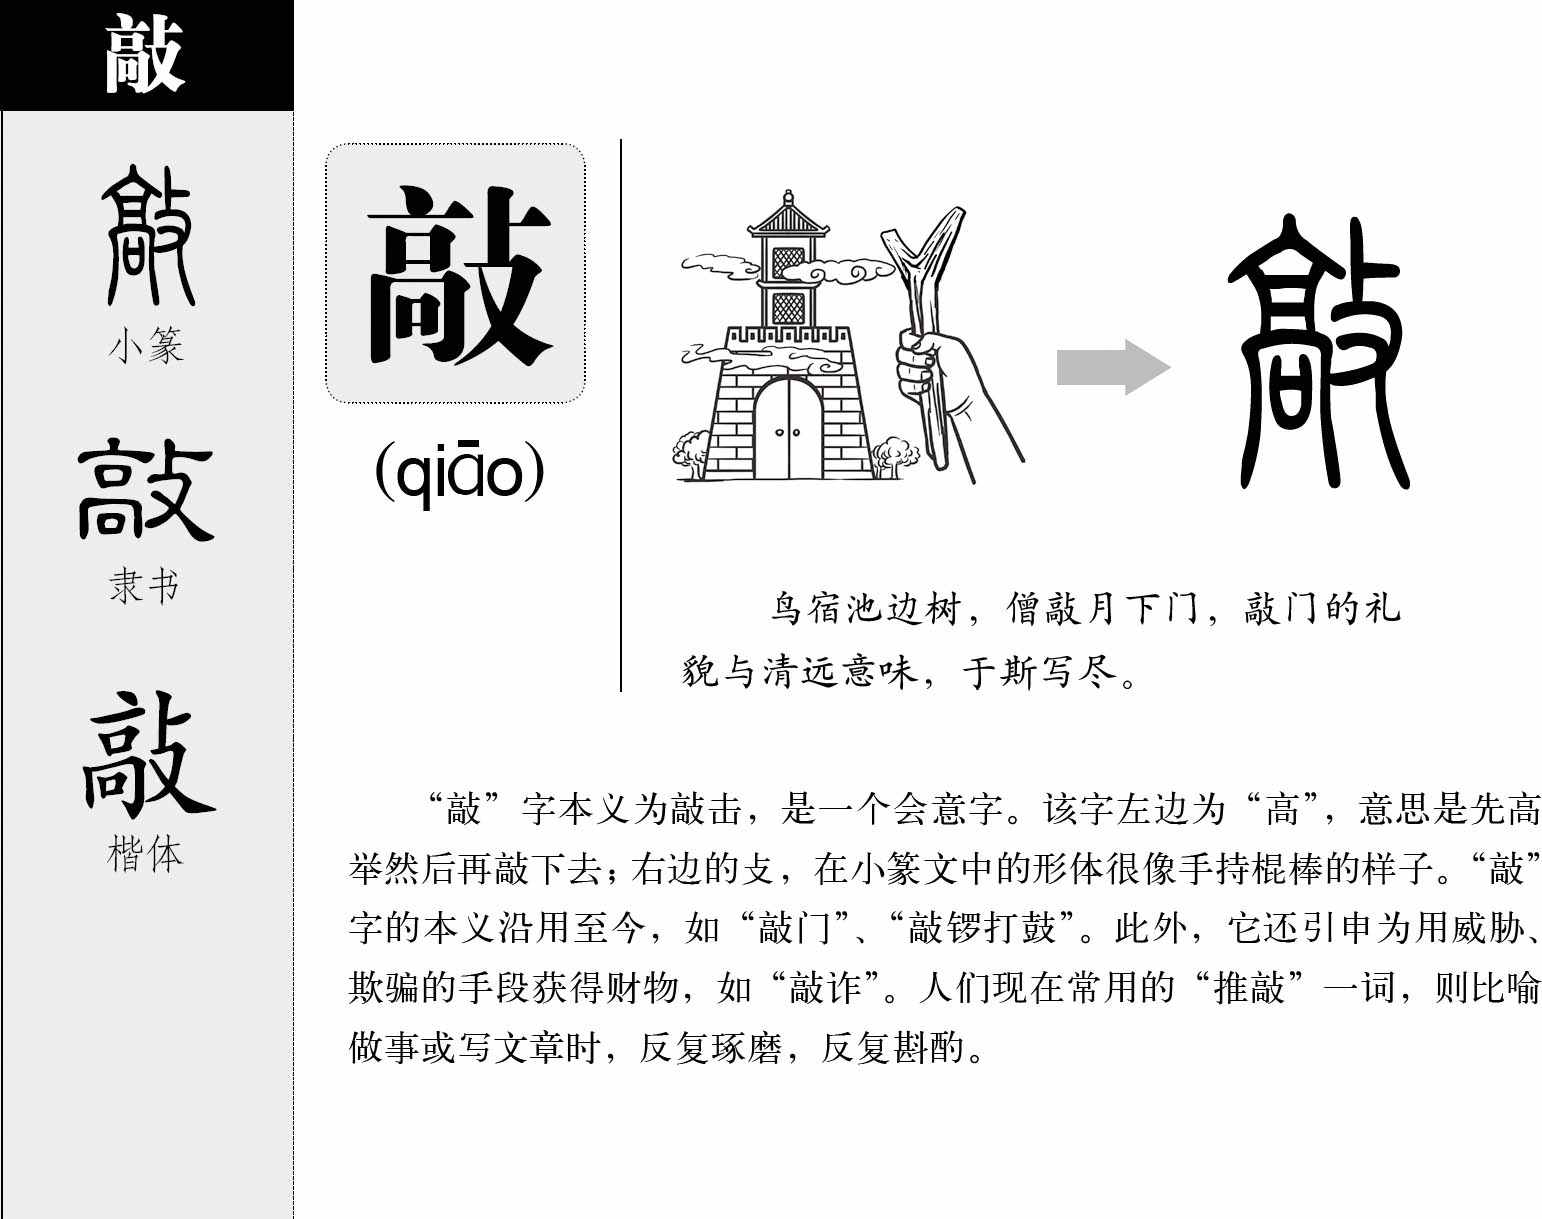 敲
敲
小篆
敲
隶书
敲
楷体
敲
(qiāo)
敲
鸟宿池边树，僧敲月下门，敲门的礼
貌与清远意味，于斯写尽。
“敲”字本义为敲击，是一个会意字。该字左边为“高”，意思是先高
举然后再敲下去；右边的攴，在小篆文中的形体很像手持棍棒的样子。“敲”
字的本义沿用至今，如“敲门”、“敲锣打鼓”。此外，它还引申为用威胁、
欺骗的手段获得财物，如“敲诈”。人们现在常用的“推敲”一词，则比喻
做事或写文章时，反复琢磨，反复斟酌。